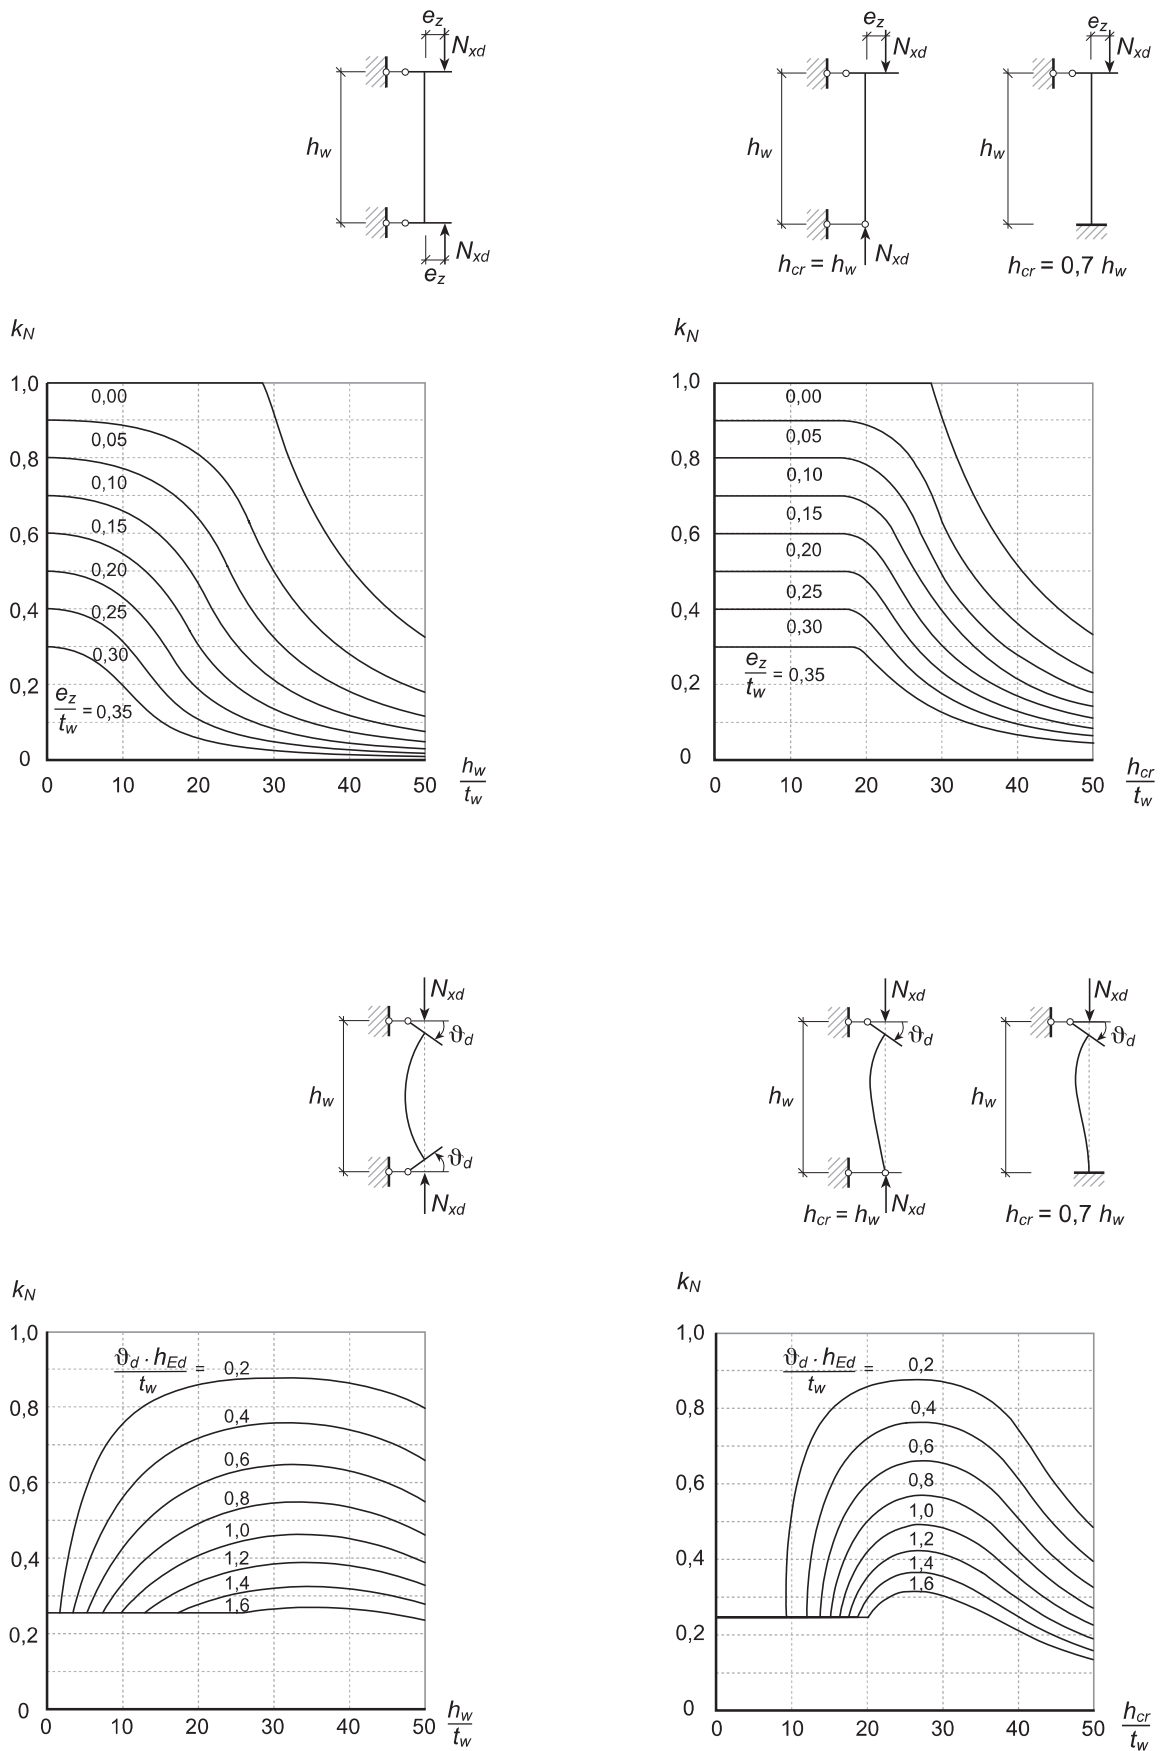 e_z
N_xd
h_w
N_xd
e_z
e_z
N_xd
h_w
N_xd
h_cr = h_w
e_z
N_xd
h_w
h_cr = 0,7 h_w
k_N
1,0
0,8
0,6
0,4
0,2
0
0,00
0,05
0,10
0,15
0,20
0,25
0,30
e_z
t_w
= 0,35
0 10 20 30 40 50
h_w
t_w
k_N
1,0
0,8
0,6
0,4
0,2
0
0,00
0,05
0,10
0,15
0,20
0,25
0,30
e_z
t_w
= 0,35
0 10 20 30 40 50
h_cr
t_w
N_xd
ϑ_d
h_w
ϑ_d
N_xd
N_xd
ϑ_d
h_w
N_xd
h_cr = h_w
N_xd
ϑ_d
h_w
h_cr = 0,7 h_w
k_N
1,0
0,8
0,6
0,4
0,2
0
ϑ_d · h_Ed
t_w
= 0,2
0,4
0,6
0,8
1,0
1,2
1,4
1,6
0 10 20 30 40 50
h_w
t_w
k_N
1,0
0,8
0,6
0,4
0,2
0
ϑ_d · h_Ed
t_w
= 0,2
0,4
0,6
0,8
1,0
1,2
1,4
1,6
0 10 20 30 40 50
h_cr
t_w